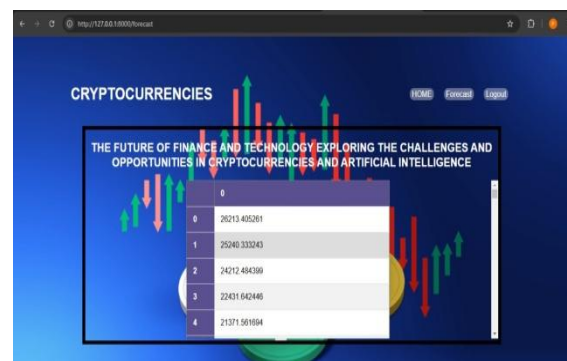 http://127.0.0.1:8000/forecast
CRYPTOCURRENCIES
HOME Forecast Logout
THE FUTURE OF FINANCE AND TECHNOLOGY EXPLORING THE CHALLENGES AND
OPPORTUNITIES IN CRYPTOCURRENCIES AND ARTIFICIAL INTELLIGENCE
0
0 26213.405261
1 25240.333243
2 24212.484399
3 22431.642446
4 21371.561694